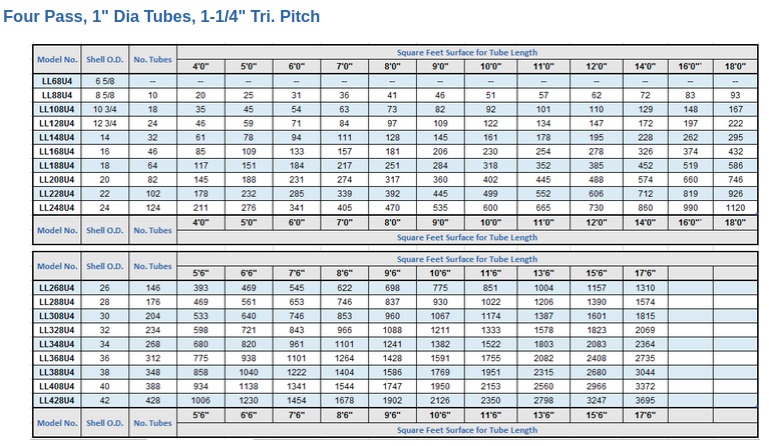 Four Pass, 1" Dia Tubes, 1-1/4" Tri. Pitch
Model No. Shell O.D. No. Tubes Square Feet Surface for Tube Length
4'0" 5'0" 6'0" 7'0" 8'0" 9'0" 10'0" 11'0" 12'0" 14'0" 16'0"' 18'0"
LL68U4 6 5/8 -- -- -- -- -- -- -- -- -- -- -- -- --
LL88U4 8 5/8 10 20 25 31 36 41 46 51 57 62 72 83 93
LL108U4 10 3/4 18 35 45 54 63 73 82 92 101 110 129 148 167
LL128U4 12 3/4 24 46 59 71 84 97 109 122 134 147 172 197 222
LL148U4 14 32 61 78 94 111 128 145 161 178 195 228 262 295
LL168U4 16 46 85 109 133 157 181 206 230 254 278 326 374 432
LL188U4 18 64 117 151 184 217 251 284 318 352 385 452 519 586
LL208U4 20 82 145 188 231 274 317 360 402 445 488 574 660 746
LL228U4 22 102 178 232 285 339 392 445 499 552 606 712 819 926
LL248U4 24 124 211 276 341 405 470 535 600 665 730 860 990 1120
Model No. Shell O.D. No. Tubes 4'0" 5'0" 6'0" 7'0" 8'0" 9'0" 10'0" 11'0" 12'0" 14'0" 16'0"' 18'0"
Square Feet Surface for Tube Length
Model No. Shell O.D. No. Tubes Square Feet Surface for Tube Length
5'6" 6'6" 7'6" 8'6" 9'6" 10'6" 11'6" 13'6" 15'6" 17'6"
LL268U4 26 146 393 469 545 622 698 775 851 1004 1157 1310
LL288U4 28 176 469 561 653 746 837 930 1022 1206 1390 1574
LL308U4 30 204 533 640 746 853 960 1067 1174 1387 1601 1815
LL328U4 32 234 598 721 843 966 1088 1211 1333 1578 1823 2069
LL348U4 34 268 680 820 961 1101 1241 1382 1522 1803 2083 2364
LL368U4 36 312 775 938 1101 1264 1428 1591 1755 2082 2408 2735
LL388U4 38 348 858 1040 1222 1404 1586 1769 1951 2315 2680 3044
LL408U4 40 388 934 1138 1341 1544 1747 1950 2153 2560 2966 3372
LL428U4 42 428 1006 1230 1454 1678 1902 2126 2350 2798 3247 3695
Model No. Shell O.D. No. Tubes 5'6" 6'6" 7'6" 8'6" 9'6" 10'6" 11'6" 13'6" 15'6" 17'6"
Square Feet Surface for Tube Length